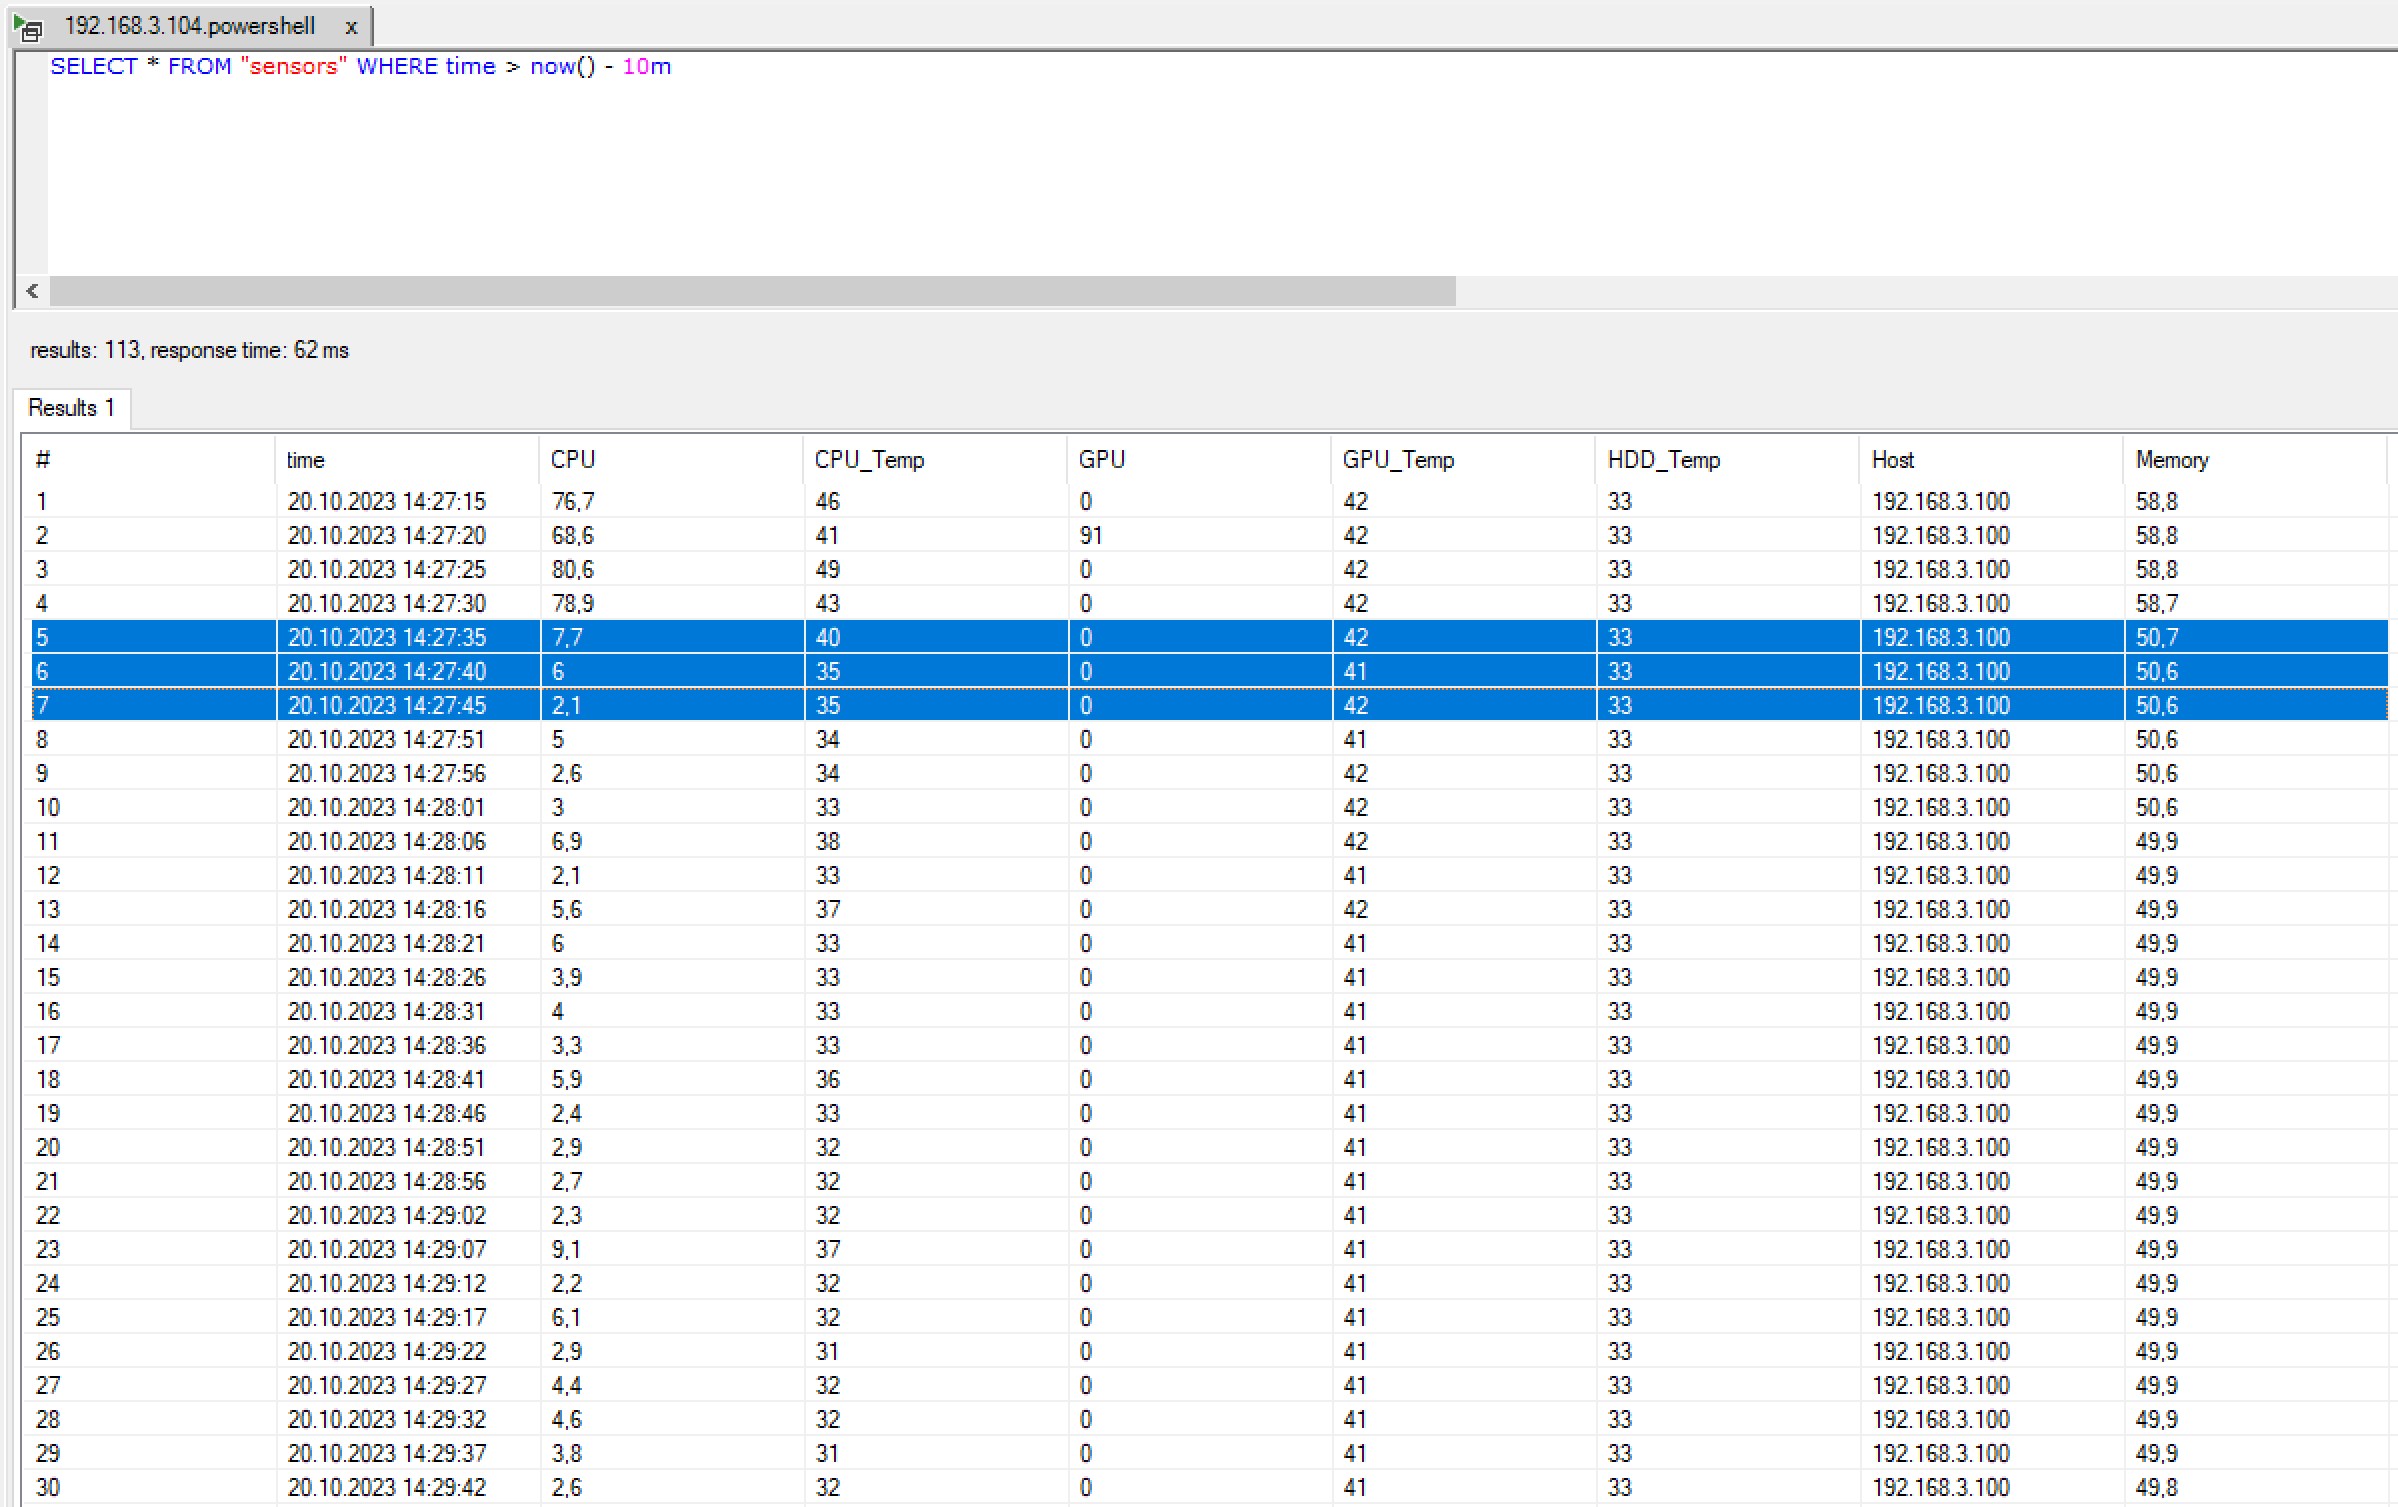 192.168.3.104.powershell x
SELECT * FROM "sensors" WHERE time > now() - 10m
results: 113, response time: 62 ms
Results 1
# time CPU CPU_Temp GPU GPU_Temp HDD_Temp Host Memory
1 20.10.2023 14:27:15 76,7 46 0 42 33 192.168.3.100 58,8
2 20.10.2023 14:27:20 68,6 41 91 42 33 192.168.3.100 58,8
3 20.10.2023 14:27:25 80,6 49 0 42 33 192.168.3.100 58,8
4 20.10.2023 14:27:30 78,9 43 0 42 33 192.168.3.100 58,7
5 20.10.2023 14:27:35 7,7 40 0 42 33 192.168.3.100 50,7
6 20.10.2023 14:27:40 6 35 0 41 33 192.168.3.100 50,6
7 20.10.2023 14:27:45 2,1 35 0 42 33 192.168.3.100 50,6
8 20.10.2023 14:27:51 5 34 0 41 33 192.168.3.100 50,6
9 20.10.2023 14:27:56 2,6 34 0 42 33 192.168.3.100 50,6
10 20.10.2023 14:28:01 3 33 0 42 33 192.168.3.100 50,6
11 20.10.2023 14:28:06 6,9 38 0 42 33 192.168.3.100 49,9
12 20.10.2023 14:28:11 2,1 33 0 41 33 192.168.3.100 49,9
13 20.10.2023 14:28:16 5,6 37 0 42 33 192.168.3.100 49,9
14 20.10.2023 14:28:21 6 33 0 41 33 192.168.3.100 49,9
15 20.10.2023 14:28:26 3,9 33 0 41 33 192.168.3.100 49,9
16 20.10.2023 14:28:31 4 33 0 41 33 192.168.3.100 49,9
17 20.10.2023 14:28:36 3,3 33 0 41 33 192.168.3.100 49,9
18 20.10.2023 14:28:41 5,9 36 0 41 33 192.168.3.100 49,9
19 20.10.2023 14:28:46 2,4 33 0 41 33 192.168.3.100 49,9
20 20.10.2023 14:28:51 2,9 32 0 41 33 192.168.3.100 49,9
21 20.10.2023 14:28:56 2,7 32 0 41 33 192.168.3.100 49,9
22 20.10.2023 14:29:02 2,3 32 0 41 33 192.168.3.100 49,9
23 20.10.2023 14:29:07 9,1 37 0 41 33 192.168.3.100 49,9
24 20.10.2023 14:29:12 2,2 32 0 41 33 192.168.3.100 49,9
25 20.10.2023 14:29:17 6,1 32 0 41 33 192.168.3.100 49,9
26 20.10.2023 14:29:22 2,9 31 0 41 33 192.168.3.100 49,9
27 20.10.2023 14:29:27 4,4 32 0 41 33 192.168.3.100 49,9
28 20.10.2023 14:29:32 4,6 32 0 41 33 192.168.3.100 49,9
29 20.10.2023 14:29:37 3,8 31 0 41 33 192.168.3.100 49,9
30 20.10.2023 14:29:42 2,6 32 0 41 33 192.168.3.100 49,8